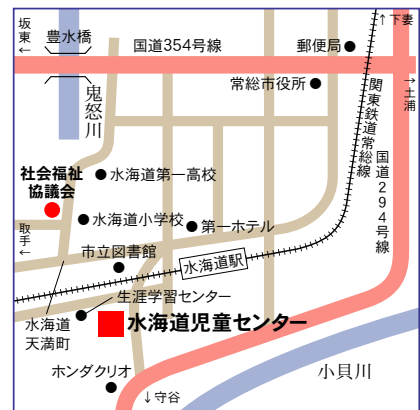 坂東
←
豊水橋
国道354号線
郵便局
↑下妻
→土浦
常総市役所
鬼怒川
関東鉄道常総線
国道294号線
社会福祉
協議会
水海道第一高校
水海道小学校
第一ホテル
取手
←
市立図書館
水海道駅
生涯学習センター
水海道
天満町
水海道児童センター
ホンダクリオ
↓守谷
小貝川